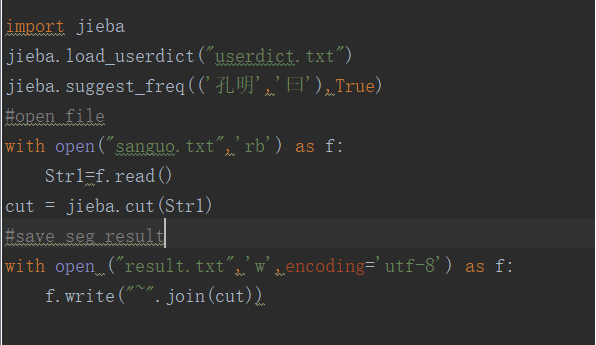 import jieba
jieba.load_userdict("userdict.txt")
jieba.suggest_freq(('孔明','曰'),True)
#open file
with open("sanguo.txt",'rb') as f:
    Str1=f.read()
cut = jieba.cut(Str1)
#save seg result
with open ("result.txt",'w',encoding='utf-8') as f:
    f.write("~".join(cut))